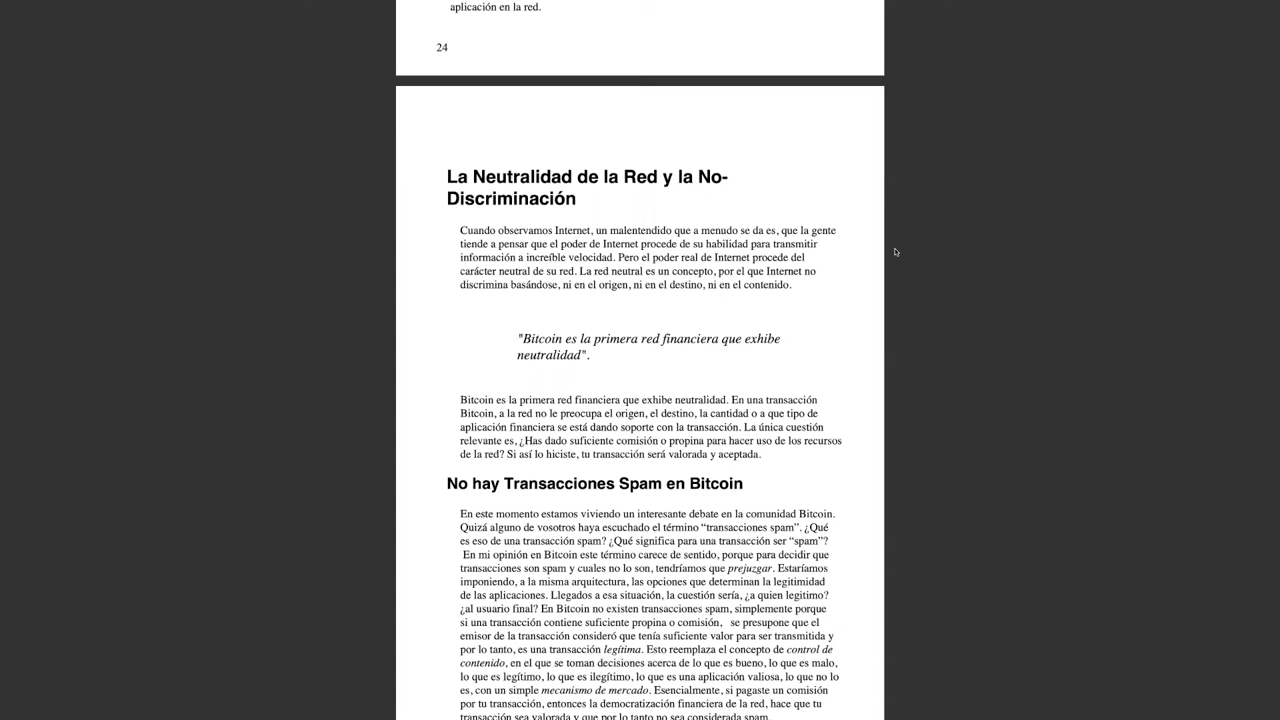 aplicación en la red.
24
La Neutralidad de la Red y la No-
Discriminación
Cuando observamos Internet, un malentendido que a menudo se da es, que la gente
tiende a pensar que el poder de Internet procede de su habilidad para transmitir
información a increíble velocidad. Pero el poder real de Internet procede del
carácter neutral de su red. La red neutral es un concepto, por el que Internet no
discrimina basándose, ni en el origen, ni en el destino, ni en el contenido.
"Bitcoin es la primera red financiera que exhibe
neutralidad".
Bitcoin es la primera red financiera que exhibe neutralidad. En una transacción
Bitcoin, a la red no le preocupa el origen, el destino, la cantidad o a que tipo de
aplicación financiera se está dando soporte con la transacción. La única cuestión
relevante es, ¿Has dado suficiente comisión o propina para hacer uso de los recursos
de la red? Si así lo hiciste, tu transacción será valorada y aceptada.
No hay Transacciones Spam en Bitcoin
En este momento estamos viviendo un interesante debate en la comunidad Bitcoin.
Quizá alguno de vosotros haya escuchado el término “transacciones spam”. ¿Qué
es eso de una transacción spam? ¿Qué significa para una transacción ser “spam”?
En mi opinión en Bitcoin este término carece de sentido, porque para decidir que
transacciones son spam y cuales no lo son, tendríamos que prejuzgar. Estaríamos
imponiendo, a la misma arquitectura, las opciones que determinan la legitimidad
de las aplicaciones. Llegados a esa situación, la cuestión sería, ¿a quien legitimo?
¿al usuario final? En Bitcoin no existen transacciones spam, simplemente porque
si una transacción contiene suficiente propina o comisión, se presupone que el
emisor de la transacción consideró que tenía suficiente valor para ser transmitida y
por lo tanto, es una transacción legítima. Esto reemplaza el concepto de control de
contenido, en el que se toman decisiones acerca de lo que es bueno, lo que es malo,
lo que es legítimo, lo que es ilegítimo, lo que es una aplicación valiosa, lo que no lo
es, con un simple mecanismo de mercado. Esencialmente, si pagaste un comisión
por tu transacción, entonces la democratización financiera de la red, hace que tu
transacción sea valorada y que por lo tanto no sea considerada spam.